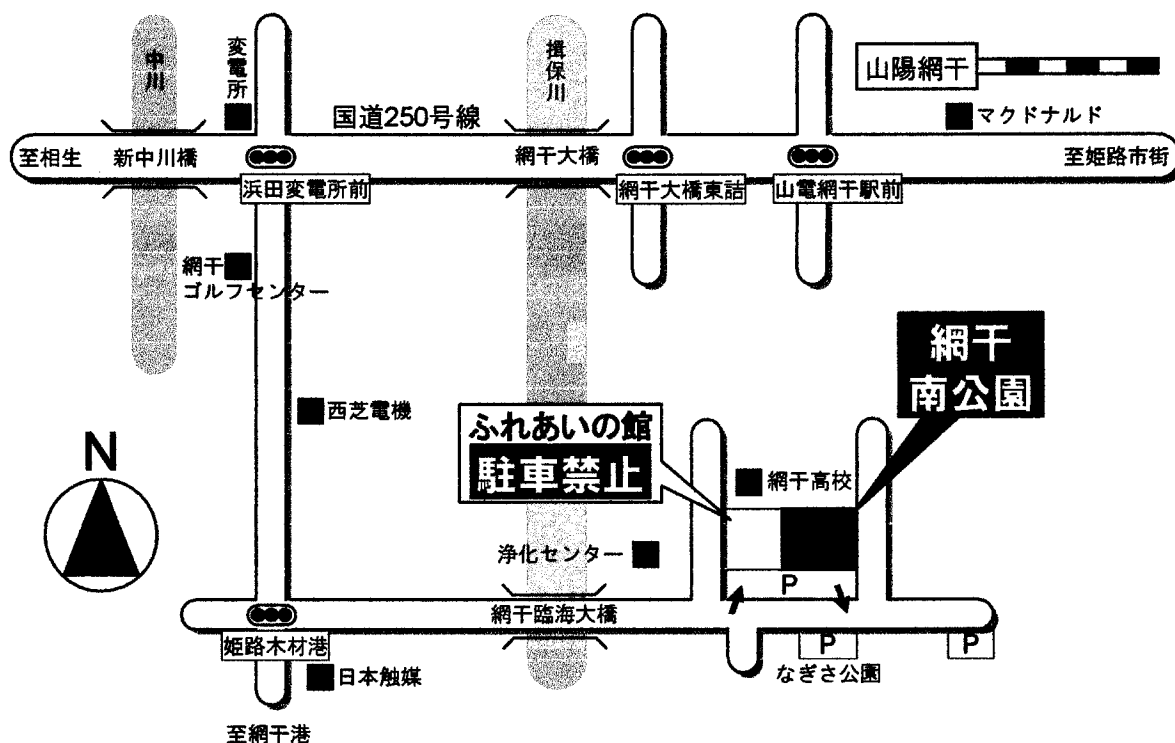 中川
変電所
揖保川
山陽網干
国道250号線
マクドナルド
至相生
新中川橋
網干大橋
至姫路市街
浜田変電所前
網干大橋東詰
山電網干駅前
網干
ゴルフセンター
網干
南公園
西芝電機
ふれあいの館
駐車禁止
N
網干高校
浄化センター
P
網干臨海大橋
姫路木材港
P
P
日本触媒
なぎさ公園
至網干港